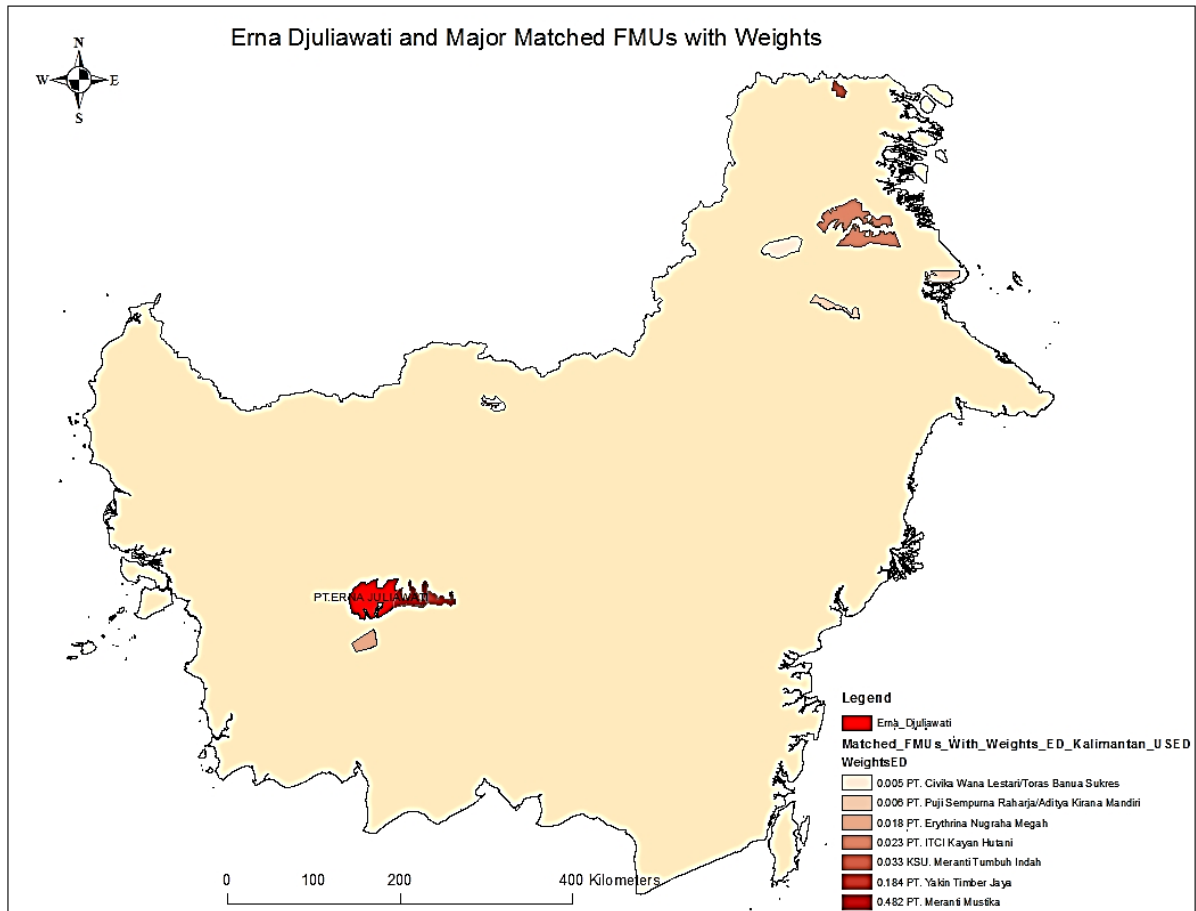 Erna Djuliawati and Major Matched FMUs with Weights
N
W E
S
PT.ERNA JULIAWATI
Legend
Erna_Djuliawati
Matched_FMUs_With_Weights_ED_Kalimantan_USED
WeightsED
0.005 PT. Civika Wana Lestari/Toras Banua Sukses
0.006 PT. Puji Sempurna Raharja/Aditya Kirana Mandiri
0.018 PT. Erythrina Nugraha Megah
0.023 PT. ITCI Kayan Hutani
0.033 KSU. Meranti Tumbuh Indah
0.184 PT. Yakin Timber Jaya
0.482 PT. Meranti Mustika
0 100 200 400 Kilometers